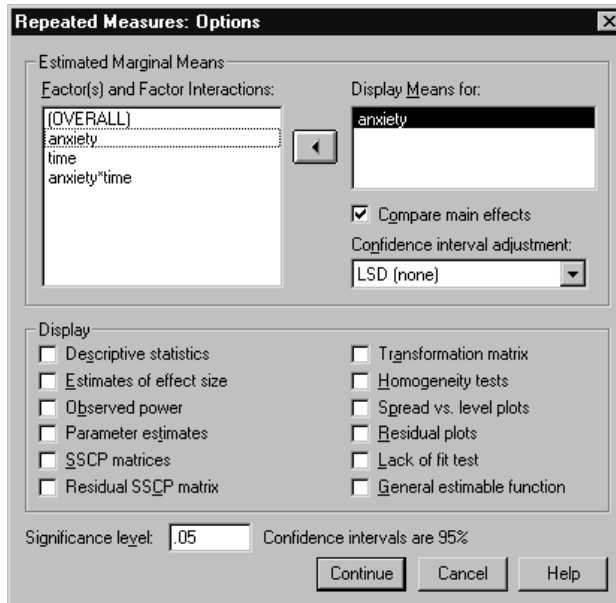 Repeated Measures: Options
Estimated Marginal Means
Factor(s) and Factor Interactions:
(OVERALL)
anxiety
time
anxiety*time
Display Means for:
anxiety
Compare main effects
Confidence interval adjustment:
LSD (none)
Display
Descriptive statistics
Estimates of effect size
Observed power
Parameter estimates
SSCP matrices
Residual SSCP matrix
Transformation matrix
Homogeneity tests
Spread vs. level plots
Residual plots
Lack of fit test
General estimable function
Significance level: .05 Confidence intervals are 95%
Continue Cancel Help